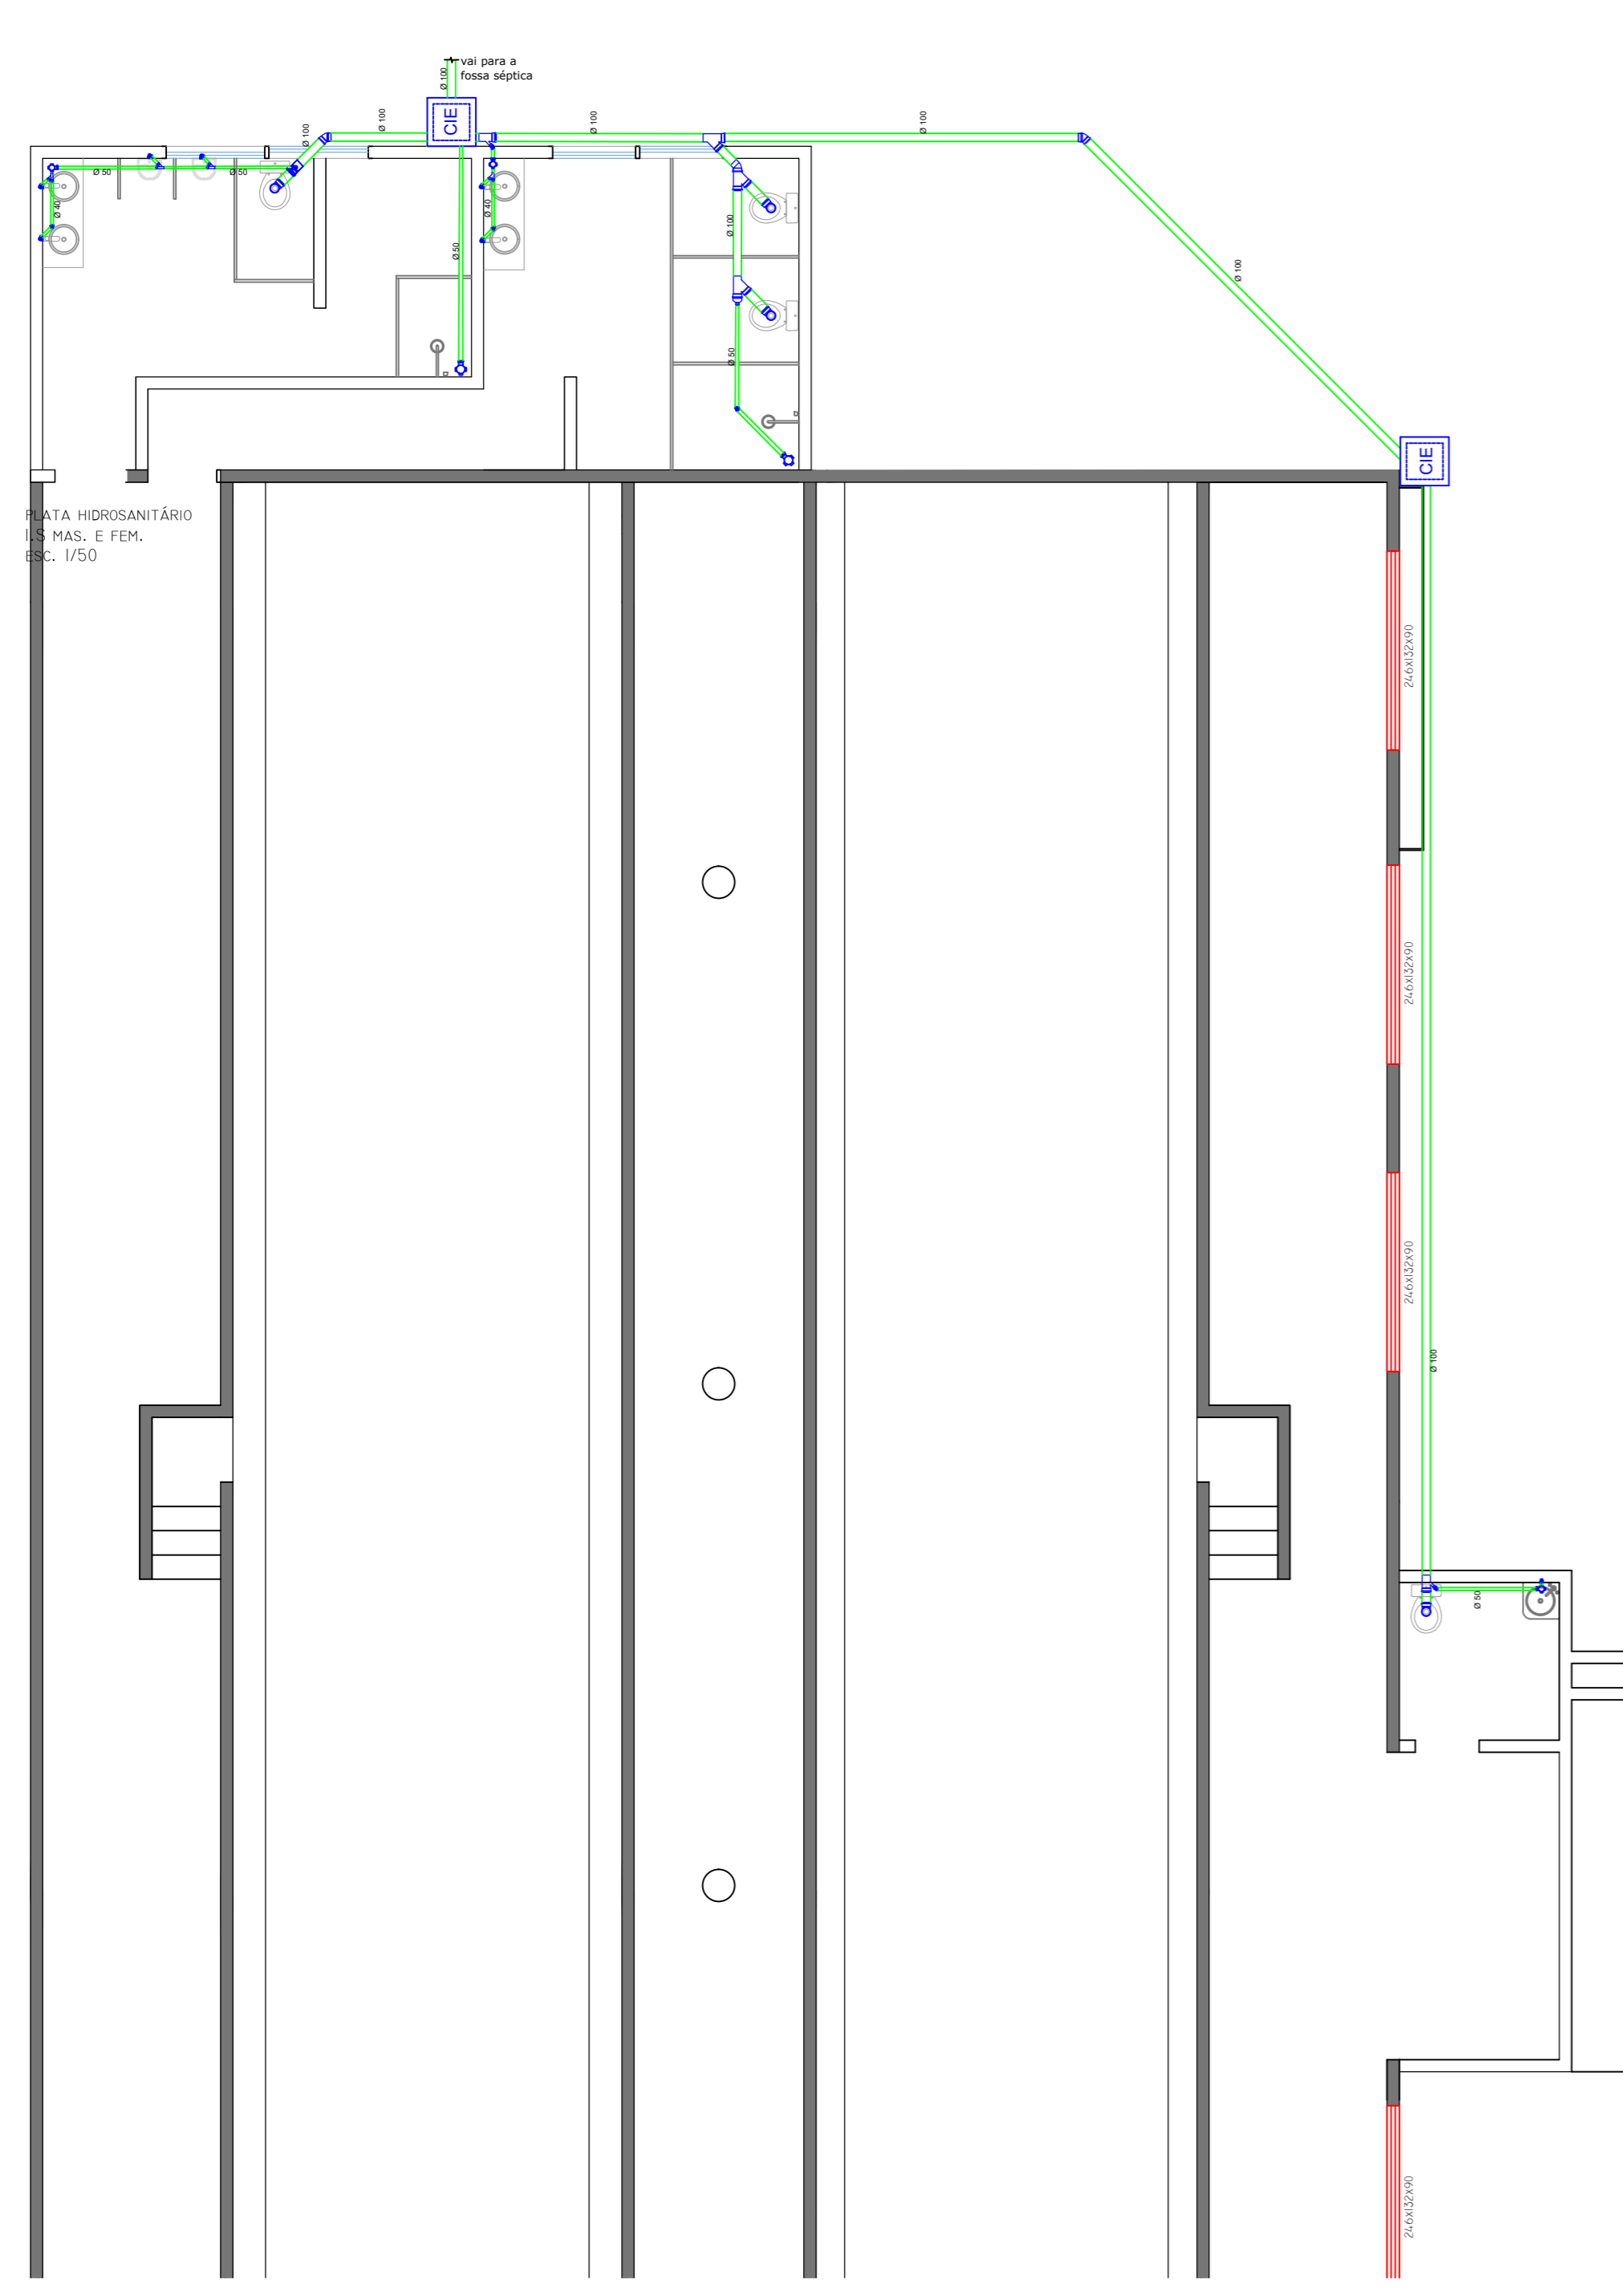 vai para a
fossa séptica
Ø 100
CIE
Ø 100
Ø 100
Ø 100
Ø 100
Ø 50
Ø 50
Ø 40
Ø 40
Ø 50
Ø 100
Ø 100
Ø 50
CIE
PLATA HIDROSANITÁRIO
I.S MAS. E FEM.
ESC. 1/50
246x132x90
246x132x90
246x132x90
Ø 100
Ø 50
246x132x90